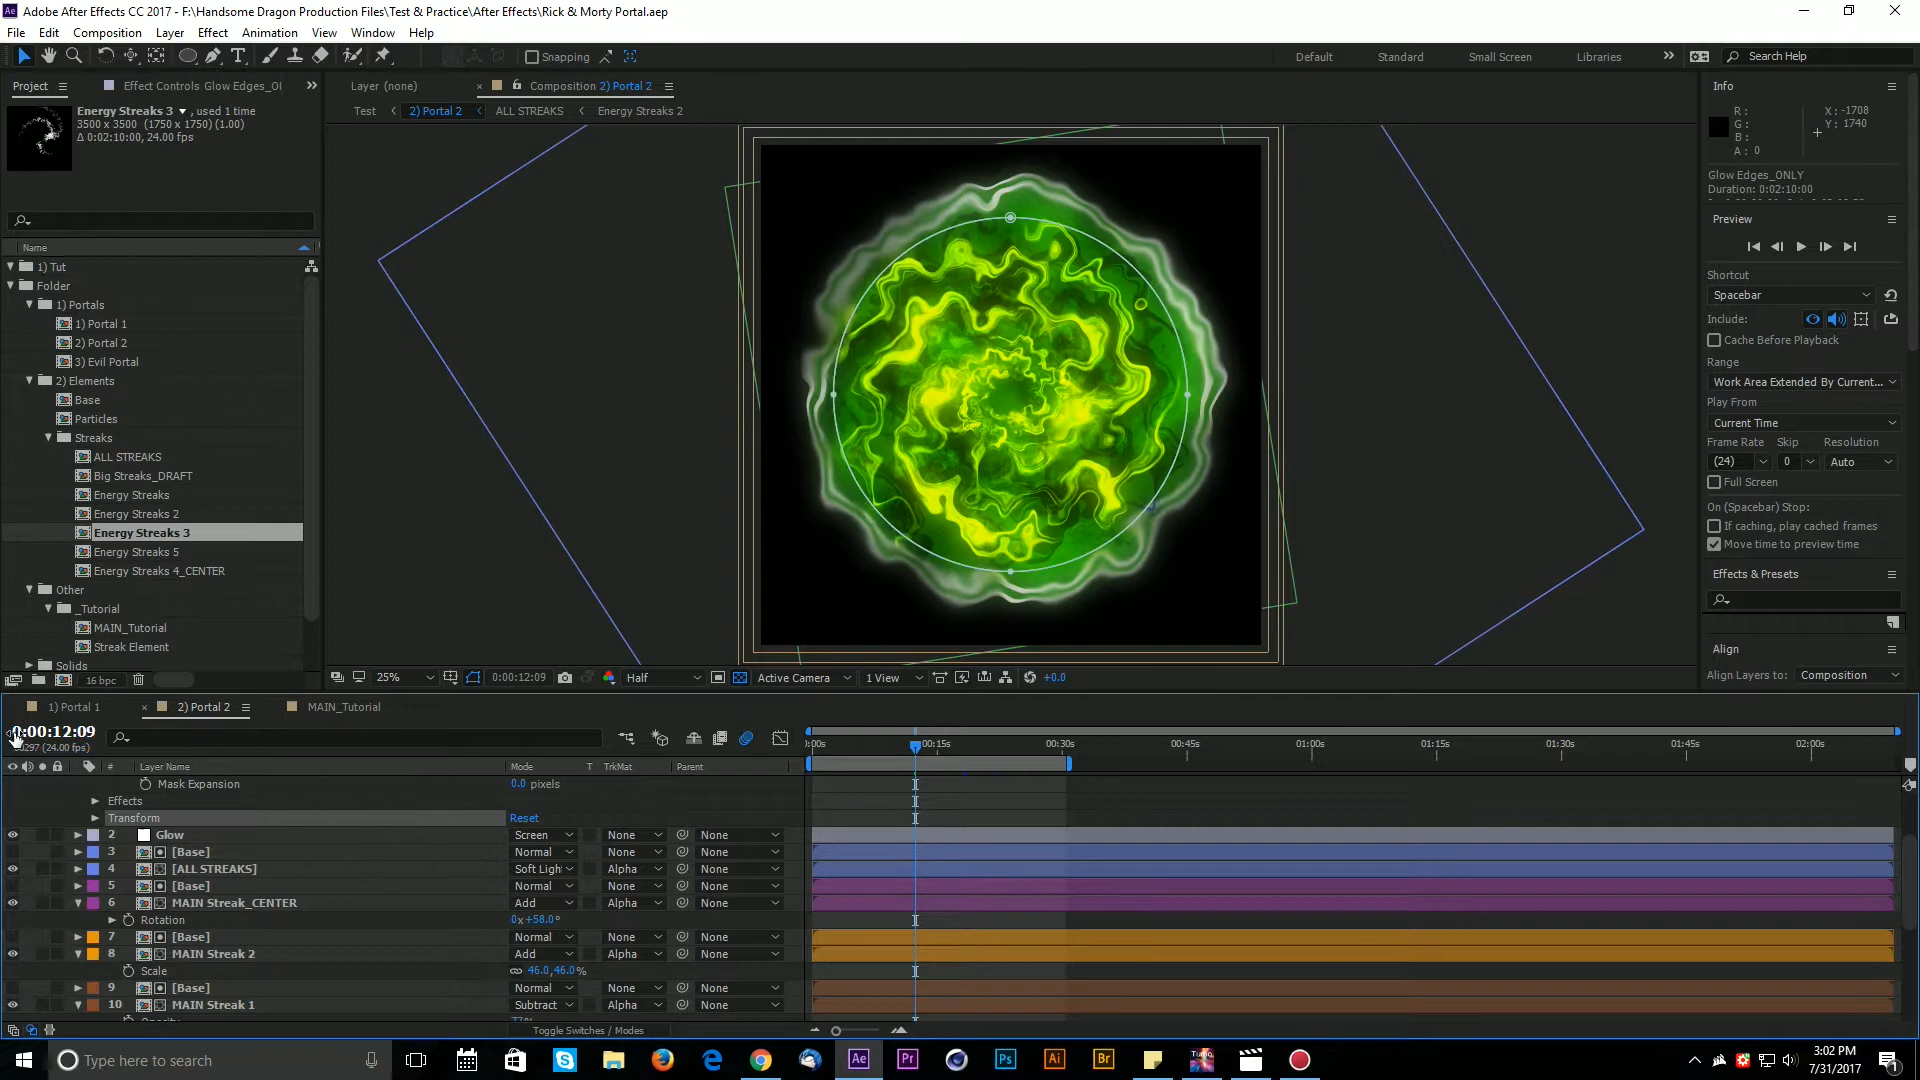 Adobe After Effects CC 2017 - F:\Handsome Dragon Production Files\Test & Practice\After Effects\Rick & Morty Portal.aep
File Edit Composition Layer Effect Animation View Window Help
Snapping Default Standard Small Screen Libraries Search Help
Project Effect Controls Glow Edges_Ol Layer (none) Composition 2) Portal 2 Info
Energy Streaks 3 , used 1 time
3500 x 3500 (1750 x 1750) (1.00)
Δ 0:02:10:00, 24.00 fps
Test 2) Portal 2 ALL STREAKS Energy Streaks 2
R :
G :
B :
A : 0
X : -1708
Y : 1740
Glow Edges_ONLY
Duration: 0:02:10:00
Preview
Shortcut
Spacebar
Include:
Cache Before Playback
Range
Work Area Extended By Current...
Play From
Current Time
Frame Rate Skip Resolution
(24) 0 Auto
Full Screen
On (Spacebar) Stop:
If caching, play cached frames
Move time to preview time
Effects & Presets
Align
Align Layers to: Composition
Name
1) Tut
Folder
1) Portals
1) Portal 1
2) Portal 2
3) Evil Portal
2) Elements
Base
Particles
Streaks
ALL STREAKS
Big Streaks_DRAFT
Energy Streaks
Energy Streaks 2
Energy Streaks 3
Energy Streaks 5
Energy Streaks 4_CENTER
Other
_Tutorial
MAIN_Tutorial
Streak Element
Solids
16 bpc
25% 0:00:12:09 Half Active Camera 1 View +0.0
1) Portal 1 2) Portal 2 MAIN_Tutorial
0:00:12:09
(24.00 fps)
00:15s 00:30s 00:45s 01:00s 01:15s 01:30s 01:45s 02:00s
# Layer Name Mode T TrkMat Parent
Mask Expansion 0.0 pixels
Effects
Transform Reset
2 Glow Screen None None
3 [Base] Normal None None
4 [ALL STREAKS] Soft Ligh Alpha None
5 [Base] Normal None None
6 MAIN Streak_CENTER Add Alpha None
Rotation 0x+58.0°
7 [Base] Normal None None
8 MAIN Streak 2 Add Alpha None
Scale 46.0,46.0%
9 [Base] Normal None None
10 MAIN Streak 1 Subtract Alpha None
Toggle Switches / Modes
Type here to search
Ae Pr Ps Ai Br
3:02 PM
7/31/2017